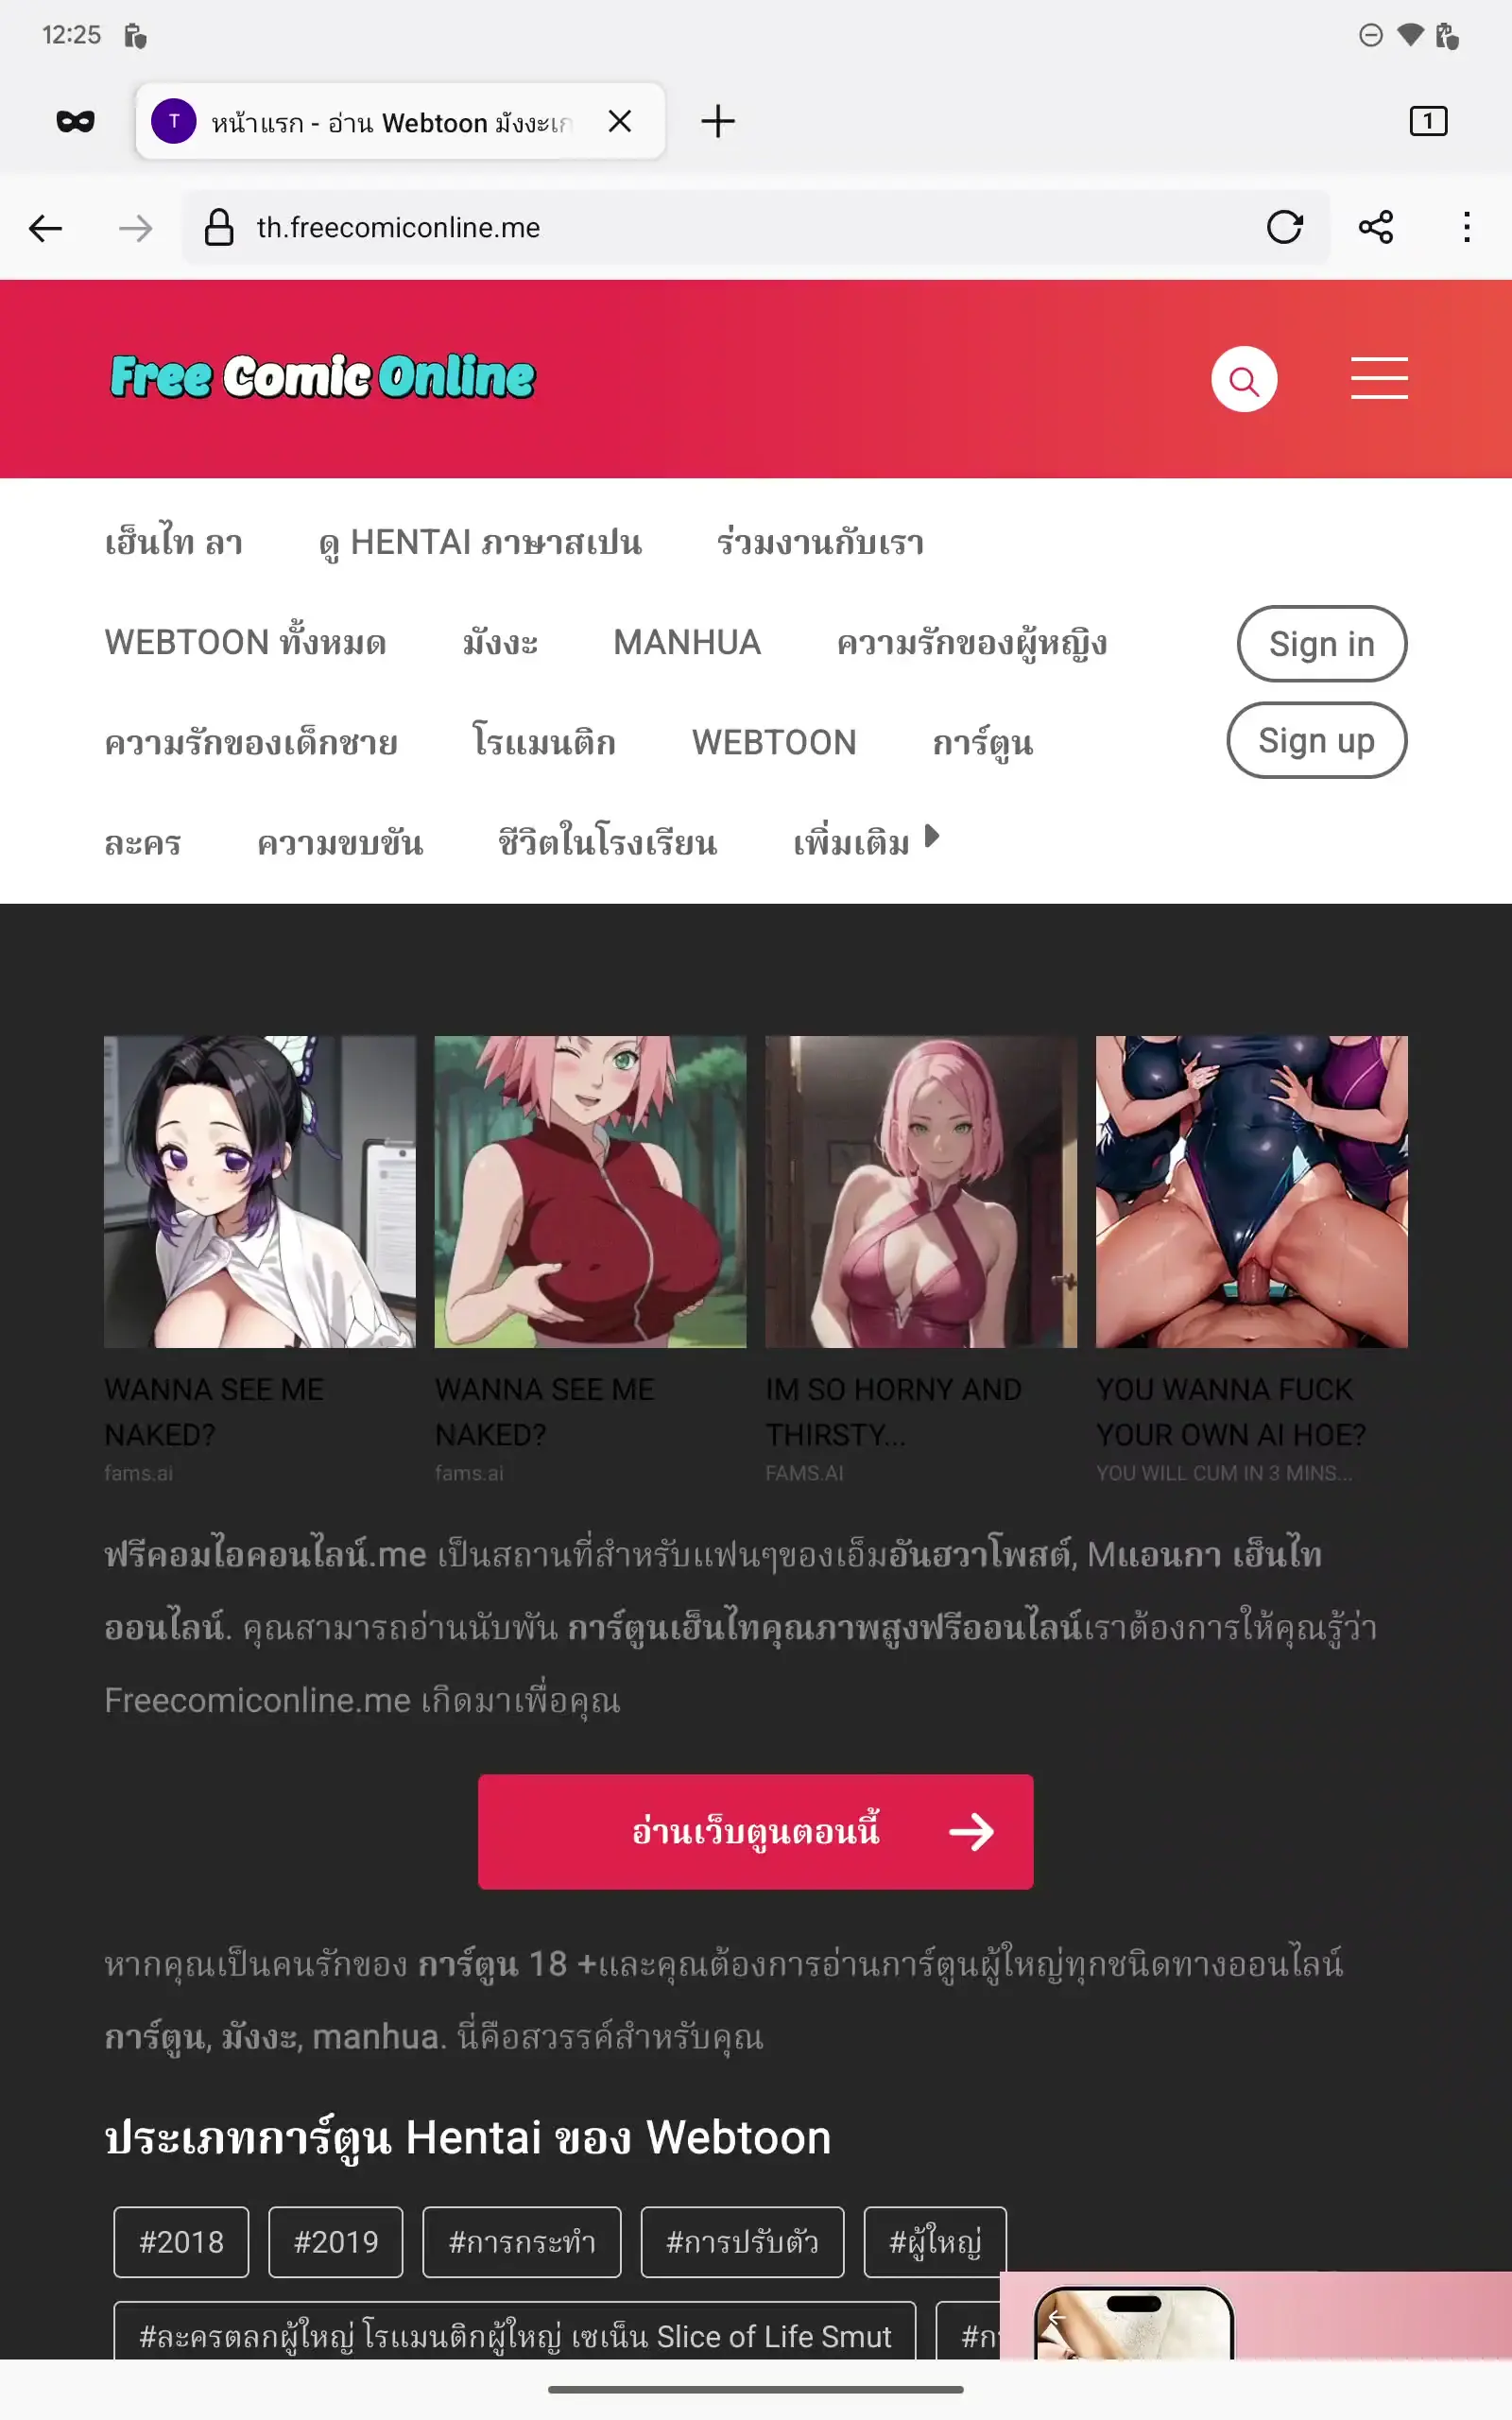 12:25
T หน้าแรก - อ่าน Webtoon มังงะเก
1
th.freecomiconline.me
Free Comic Online
เฮ็นไท ลา ดู HENTAI ภาษาสเปน ร่วมงานกับเรา
WEBTOON ทั้งหมด มังงะ MANHUA ความรักของผู้หญิง
Sign in
ความรักของเด็กชาย โรแมนติก WEBTOON การ์ตูน
Sign up
ละคร ความขบขัน ชีวิตในโรงเรียน เพิ่มเติม
WANNA SEE ME
NAKED?
fams.ai
WANNA SEE ME
NAKED?
fams.ai
IM SO HORNY AND
THIRSTY...
FAMS.AI
YOU WANNA FUCK
YOUR OWN AI HOE?
YOU WILL CUM IN 3 MINS...
ฟรีคอมไอคอนไลน์.me เป็นสถานที่สำหรับแฟนๆของเอ็มอันฮวาโพสต์, Mแอนกา เฮ็นไท
ออนไลน์. คุณสามารถอ่านนับพัน การ์ตูนเฮ็นไทคุณภาพสูงฟรีออนไลน์เราต้องการให้คุณรู้ว่า
Freecomiconline.me เกิดมาเพื่อคุณ
อ่านเว็บตูนตอนนี้
หากคุณเป็นคนรักของ การ์ตูน 18 +และคุณต้องการอ่านการ์ตูนผู้ใหญ่ทุกชนิดทางออนไลน์
การ์ตูน, มังงะ, manhua. นี่คือสวรรค์สำหรับคุณ
ประเภทการ์ตูน Hentai ของ Webtoon
#2018 #2019 #การกระทำ #การปรับตัว #ผู้ใหญ่
#ละครตลกผู้ใหญ่ โรแมนติกผู้ใหญ่ เซเน็น Slice of Life Smut